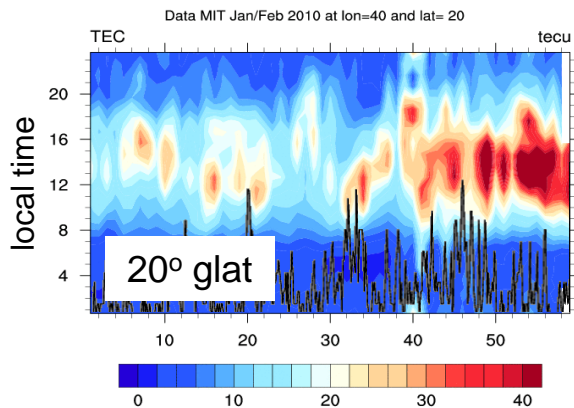 Data MIT Jan/Feb 2010 at lon=40 and lat= 20
TEC tecu
20
16
12
8
4
local time
20º glat
10 20 30 40 50
0 10 20 30 40